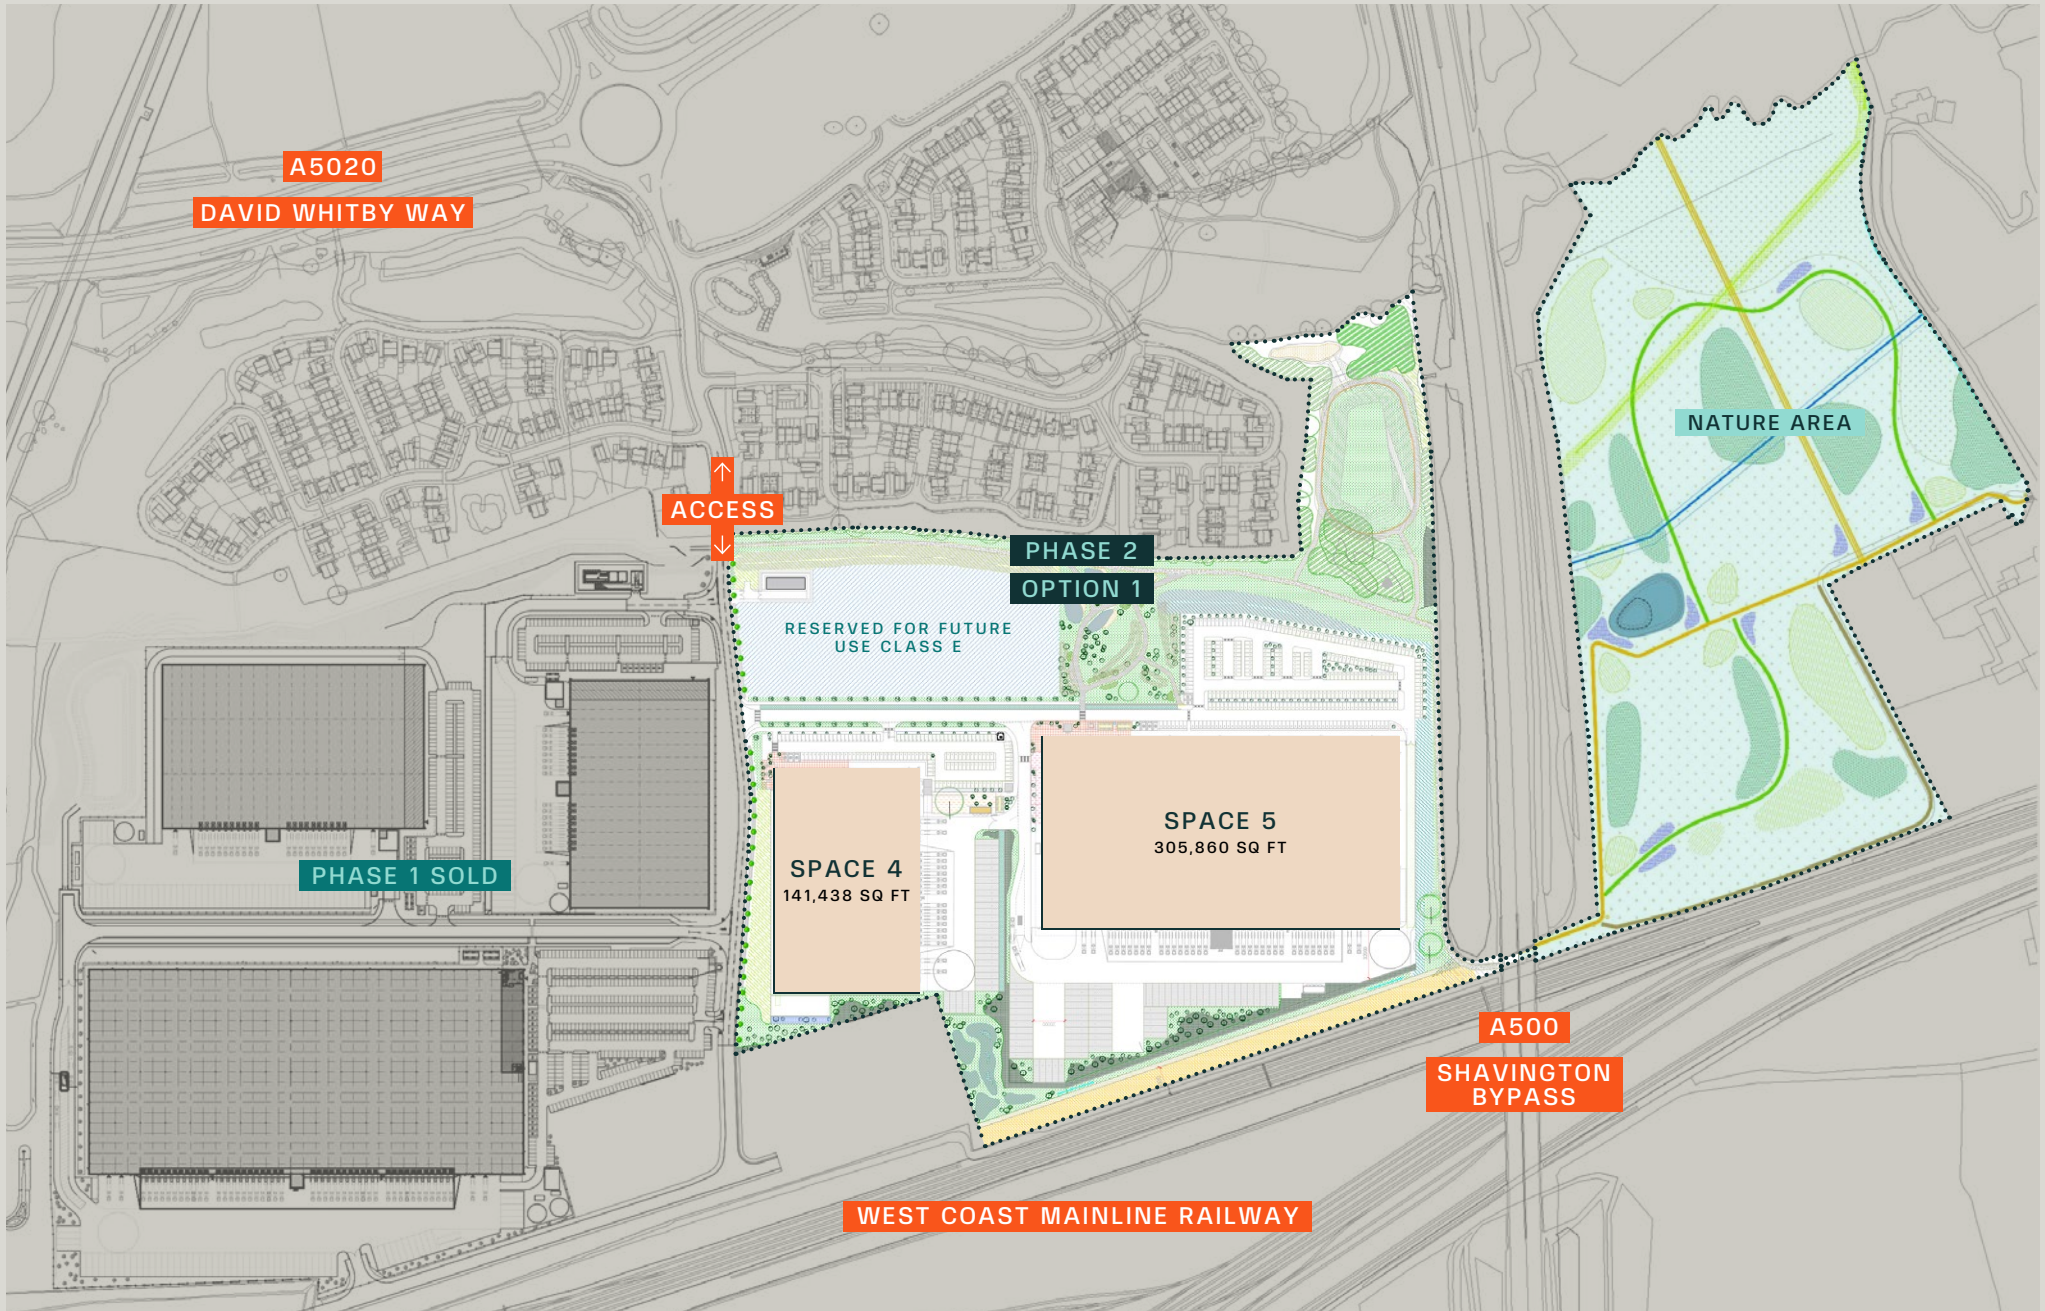 A5020
DAVID WHITBY WAY
NATURE AREA
ACCESS
PHASE 2
OPTION 1
RESERVED FOR FUTURE
USE CLASS E
SPACE 5
305,860 SQ FT
SPACE 4
141,438 SQ FT
PHASE 1 SOLD
A500
SHAVINGTON
BYPASS
WEST COAST MAINLINE RAILWAY